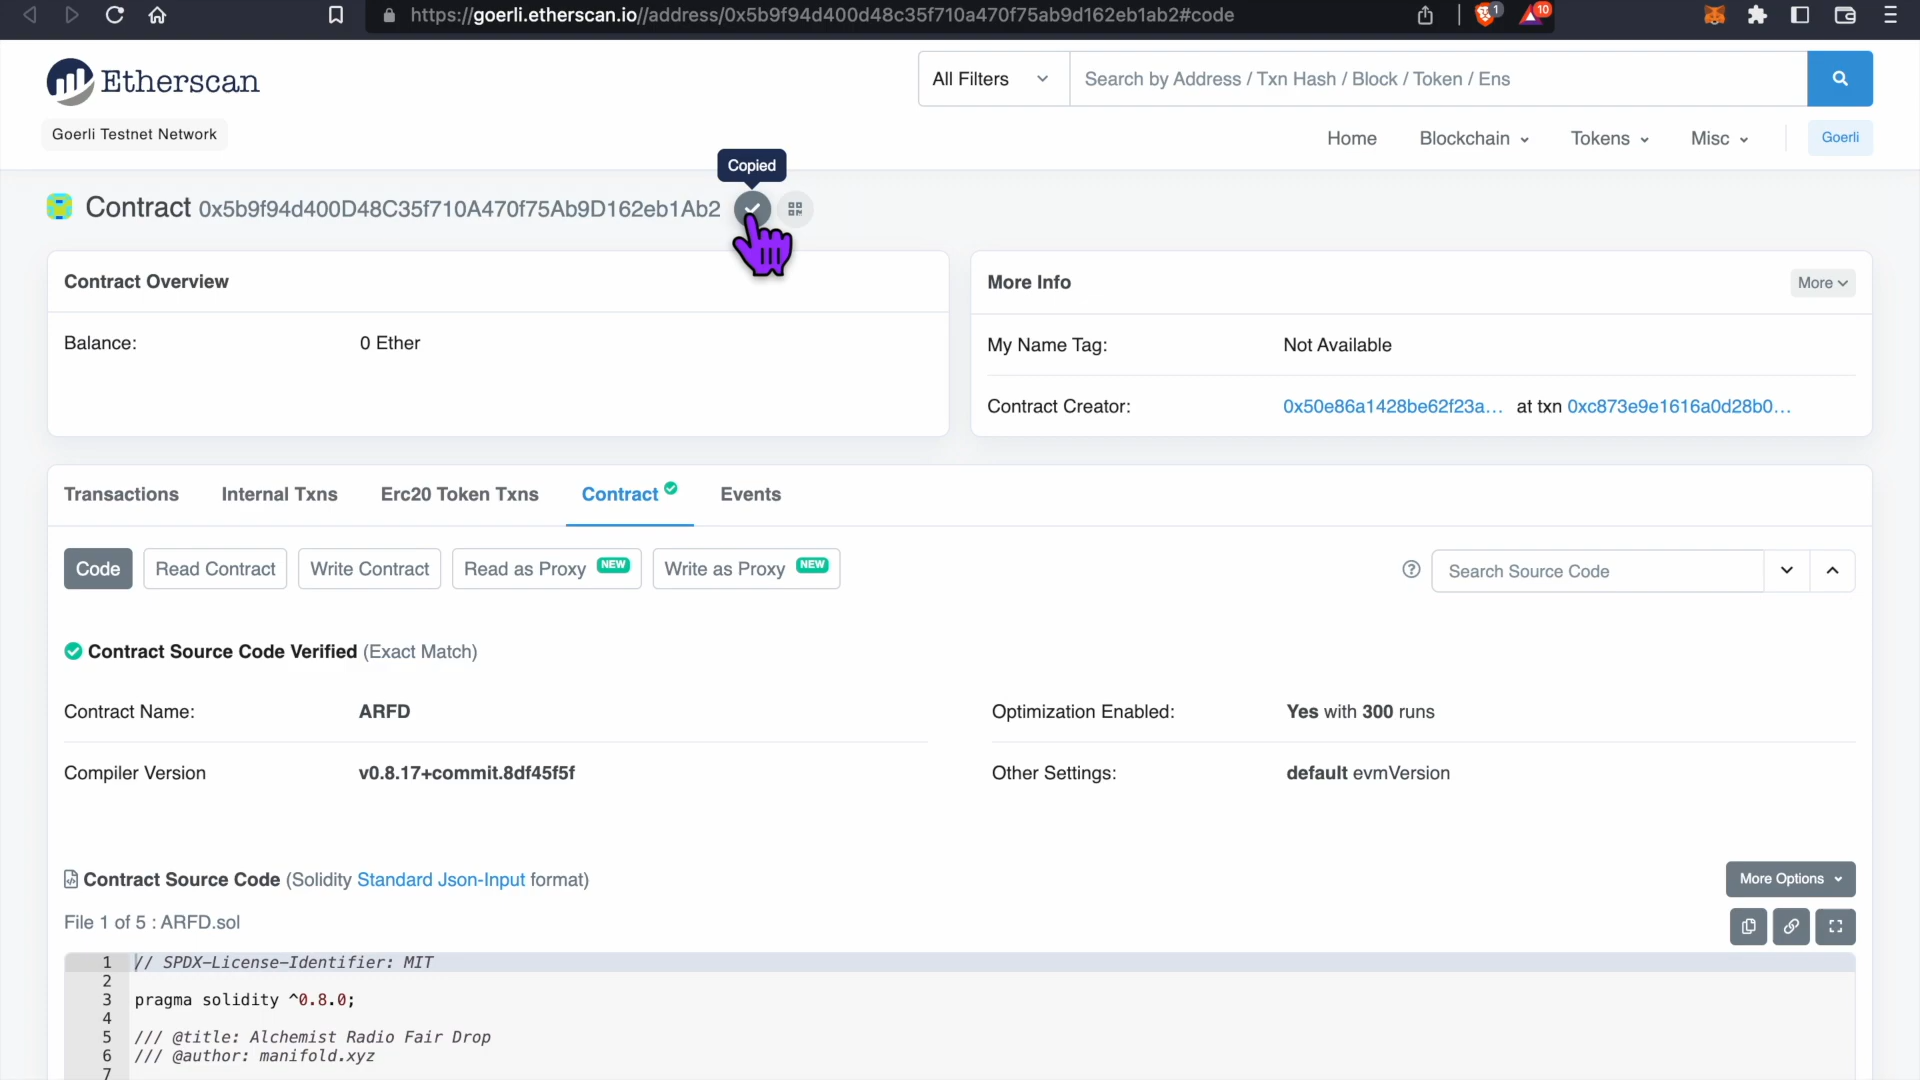 https://goerli.etherscan.io//address/0x5b9f94d400d48c35f710a470f75ab9d162eb1ab2#code
1
10
Etherscan
All Filters
Search by Address / Txn Hash / Block / Token / Ens
Goerli Testnet Network
Home
Blockchain
Tokens
Misc
Goerli
Copied
Contract 0x5b9f94d400D48C35f710A470f75Ab9D162eb1Ab2
Contract Overview
Balance:
0 Ether
More Info
More
My Name Tag:
Not Available
Contract Creator:
0x50e86a1428be62f23a... at txn 0xc873e9e1616a0d28b0...
Transactions
Internal Txns
Erc20 Token Txns
Contract
Events
Code
Read Contract
Write Contract
Read as Proxy NEW
Write as Proxy NEW
Search Source Code
Contract Source Code Verified (Exact Match)
Contract Name:
ARFD
Optimization Enabled:
Yes with 300 runs
Compiler Version
v0.8.17+commit.8df45f5f
Other Settings:
default evmVersion
Contract Source Code (Solidity Standard Json-Input format)
More Options
File 1 of 5 : ARFD.sol
1 // SPDX-License-Identifier: MIT
2
3 pragma solidity ^0.8.0;
4
5 /// @title: Alchemist Radio Fair Drop
6 /// @author: manifold.xyz
7